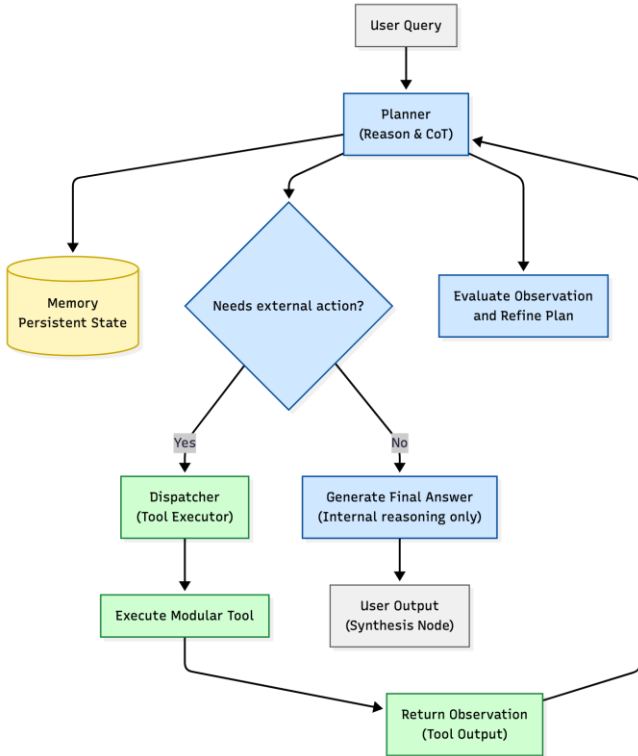 User Query
Planner
(Reason & CoT)
Memory
Persistent State
Needs external action?
Evaluate Observation
and Refine Plan
Yes
No
Dispatcher
(Tool Executor)
Generate Final Answer
(Internal reasoning only)
Execute Modular Tool
User Output
(Synthesis Node)
Return Observation
(Tool Output)